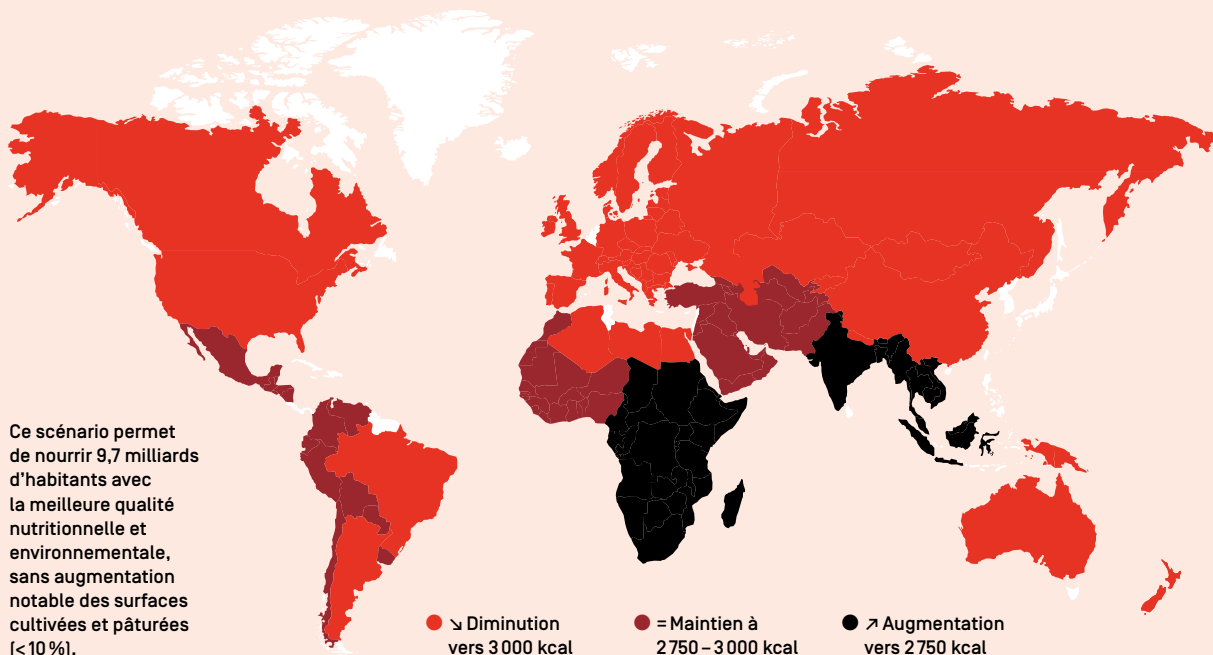 Ce scénario permet
de nourrir 9,7 milliards
d'habitants avec
la meilleure qualité
nutritionnelle et
environnementale,
sans augmentation
notable des surfaces
cultivées et pâturées
(< 10 %).
↘ Diminution
vers 3 000 kcal
= Maintien à
2 750 – 3 000 kcal
↗ Augmentation
vers 2 750 kcal